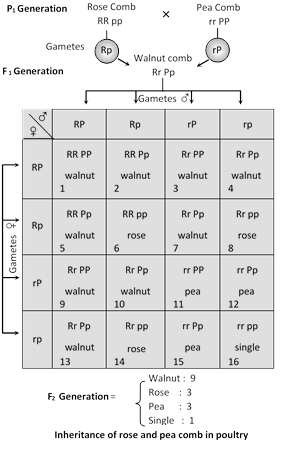 P₁ Generation Rose Comb × Pea Comb
RR pp rr PP
Gametes Rp rP
Walnut comb
F₁ Generation Rr Pp
Gametes ♂
♂ ♀ RP Rp rP rp
RP
RR PP walnut 1
RR Pp walnut 2
Rr PP walnut 3
Rr Pp walnut 4
Rp
RR Pp walnut 5
RR pp rose 6
Rr Pp walnut 7
Rr pp rose 8
Gametes ♀
rP
Rr PP walnut 9
Rr Pp walnut 10
rr PP pea 11
rr Pp pea 12
rp
Rr Pp walnut 13
Rr pp rose 14
rr Pp pea 15
rr pp single 16
F₂ Generation =
Walnut : 9
Rose : 3
Pea : 3
Single : 1
Inheritance of rose and pea comb in poultry